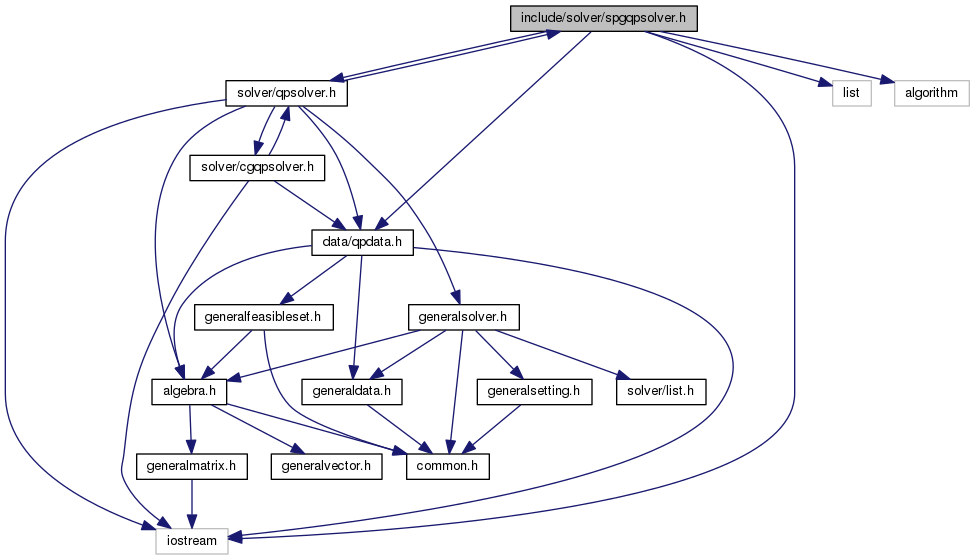 include/solver/spgqpsolver.h
solver/qpsolver.h
list
algorithm
solver/cgqpsolver.h
data/qpdata.h
generalfeasibleset.h
generalsolver.h
algebra.h
generaldata.h
generalsetting.h
solver/list.h
generalmatrix.h
generalvector.h
common.h
iostream